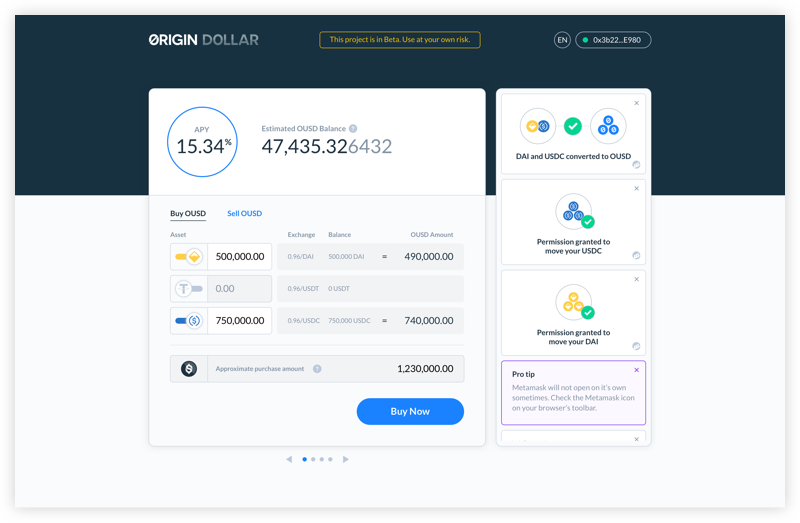 ORIGIN DOLLAR
This project is in Beta. Use at your own risk.
EN
0x3b22...E980
APY
15.34%
Estimated OUSD Balance ?
47,435.326432
Buy OUSD
Sell OUSD
Asset
Exchange
Balance
OUSD Amount
500,000.00
0.96/DAI
500,000 DAI
=
490,000.00
0.00
0.96/USDT
0 USDT
750,000.00
0.96/USDC
750,000 USDC
=
740,000.00
Approximate purchase amount ?
1,230,000.00
Buy Now
DAI and USDC converted to OUSD
Permission granted to
move your USDC
Permission granted to
move your DAI
Pro tip
Metamask will not open on it's own
sometimes. Check the Metamask icon
on your browser's toolbar.